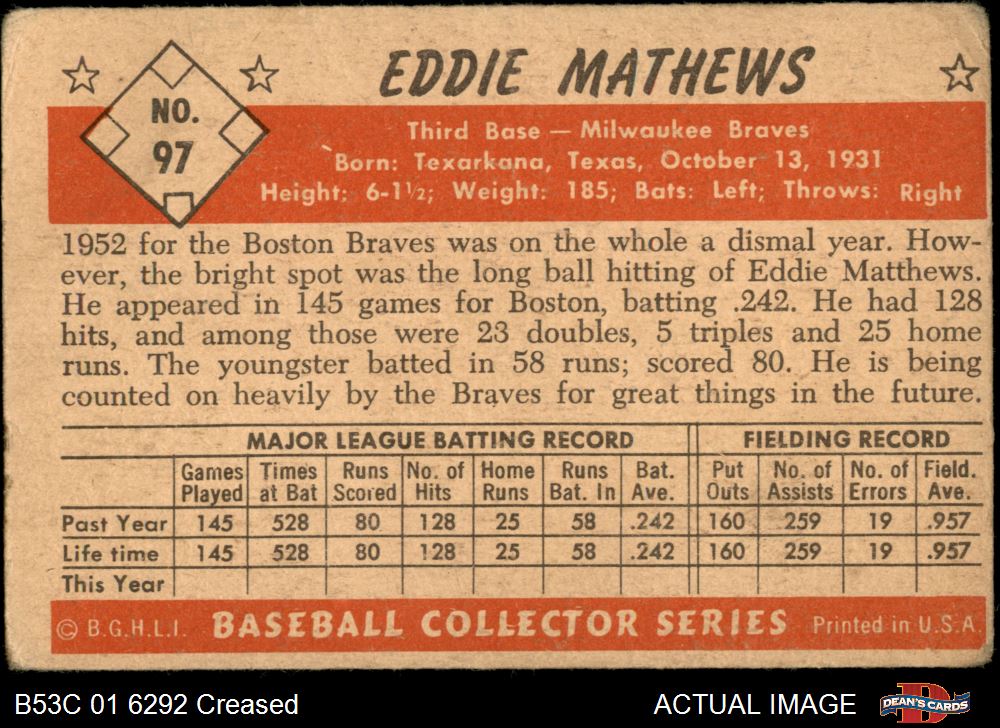 EDDIE MATHEWS
NO.
97
Third Base — Milwaukee Braves
Born: Texarkana, Texas, October 13, 1931
Height: 6-1½; Weight: 185; Bats: Left; Throws: Right
1952 for the Boston Braves was on the whole a dismal year. How-
ever, the bright spot was the long ball hitting of Eddie Matthews.
He appeared in 145 games for Boston, batting .242. He had 128
hits, and among those were 23 doubles, 5 triples and 25 home
runs. The youngster batted in 58 runs; scored 80. He is being
counted on heavily by the Braves for great things in the future.
MAJOR LEAGUE BATTING RECORD FIELDING RECORD
Games Times Runs No. of Home Runs Bat. Put No. of No. of Field.
Played at Bat Scored Hits Runs Bat. In Ave. Outs Assists Errors Ave.
Past Year 145 528 80 128 25 58 .242 160 259 19 .957
Life time 145 528 80 128 25 58 .242 160 259 19 .957
This Year
© B.G.H.L.I. BASEBALL COLLECTOR SERIES Printed in U.S.A.
B53C 01 6292 Creased ACTUAL IMAGE DEAN'S CARDS